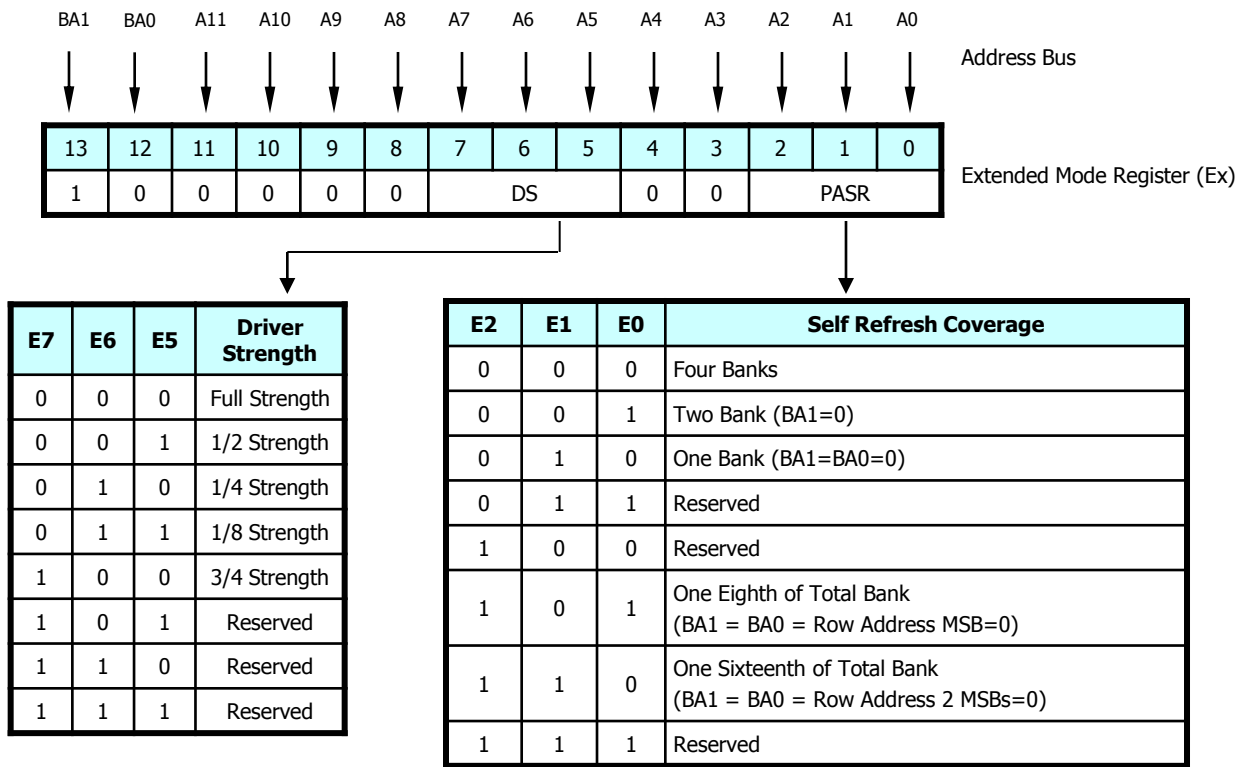 BA1 BA0 A11 A10 A9 A8 A7 A6 A5 A4 A3 A2 A1 A0
Address Bus
13 12 11 10 9 8 7 6 5 4 3 2 1 0
Extended Mode Register (Ex)
1 0 0 0 0 0 DS 0 0 PASR
E7 E6 E5 Driver
Strength
0 0 0 Full Strength
0 0 1 1/2 Strength
0 1 0 1/4 Strength
0 1 1 1/8 Strength
1 0 0 3/4 Strength
1 0 1 Reserved
1 1 0 Reserved
1 1 1 Reserved
E2 E1 E0 Self Refresh Coverage
0 0 0 Four Banks
0 0 1 Two Bank (BA1=0)
0 1 0 One Bank (BA1=BA0=0)
0 1 1 Reserved
1 0 0 Reserved
1 0 1 One Eighth of Total Bank
(BA1 = BA0 = Row Address MSB=0)
1 1 0 One Sixteenth of Total Bank
(BA1 = BA0 = Row Address 2 MSBs=0)
1 1 1 Reserved